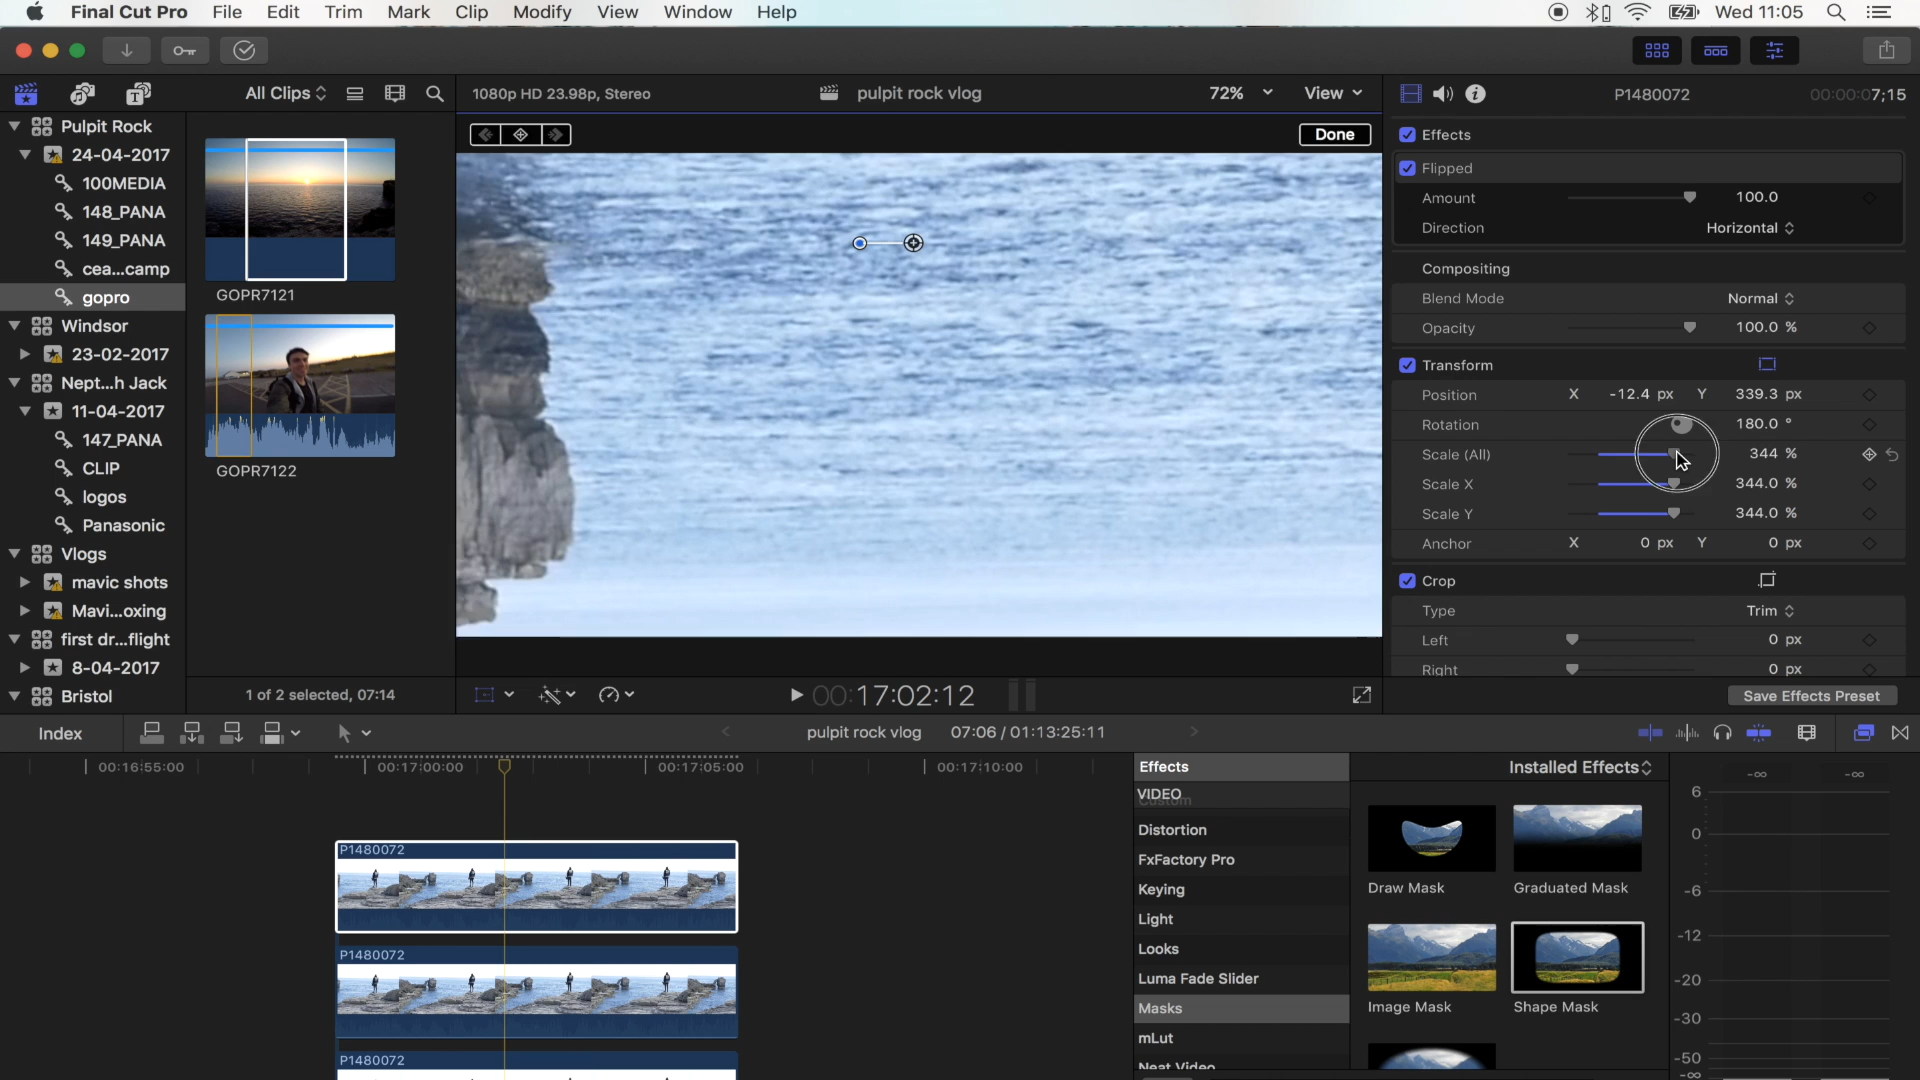 Final Cut Pro File Edit Trim Mark Clip Modify View Window Help Wed 11:05
All Clips 1080p HD 23.98p, Stereo pulpit rock vlog 72% View P1480072 00:00:07;15
Pulpit Rock
24-04-2017
100MEDIA
148_PANA
149_PANA
cea...camp
gopro
Windsor
23-02-2017
Nept...h Jack
11-04-2017
147_PANA
CLIP
logos
Panasonic
Vlogs
mavic shots
Mavi...oxing
first dr...flight
8-04-2017
Bristol
GOPR7121
GOPR7122
1 of 2 selected, 07:14
Done
00:17:02:12
Effects
Flipped
Amount 100.0
Direction Horizontal
Compositing
Blend Mode Normal
Opacity 100.0 %
Transform
Position X -12.4 px Y 339.3 px
Rotation 180.0 °
Scale (All) 344 %
Scale X 344.0 %
Scale Y 344.0 %
Anchor X 0 px Y 0 px
Crop
Type Trim
Left 0 px
Right 0 px
Save Effects Preset
Index pulpit rock vlog 07:06 / 01:13:25:11
00:16:55:00 00:17:00:00 00:17:05:00 00:17:10:00
P1480072
P1480072
P1480072
Effects Installed Effects
VIDEO
Custom
Distortion
FxFactory Pro
Keying
Light
Looks
Luma Fade Slider
Masks
mLut
Neat Video
Draw Mask Graduated Mask
Image Mask Shape Mask
-∞ -∞
6
0
-6
-12
-20
-30
-50
-∞